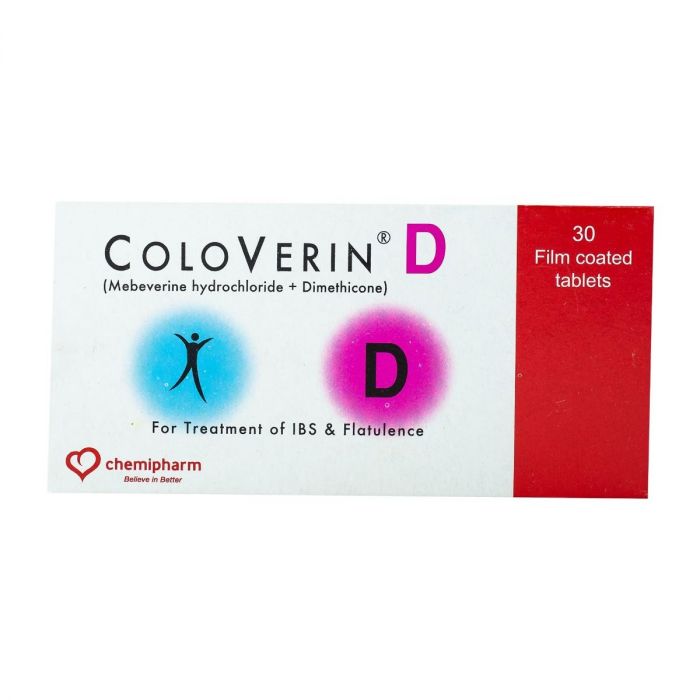 COLOVERIN® D
(Mebeverine hydrochloride + Dimethicone)
D
For Treatment of IBS & Flatulence
chemipharm
Believe in Better
30
Film coated
tablets